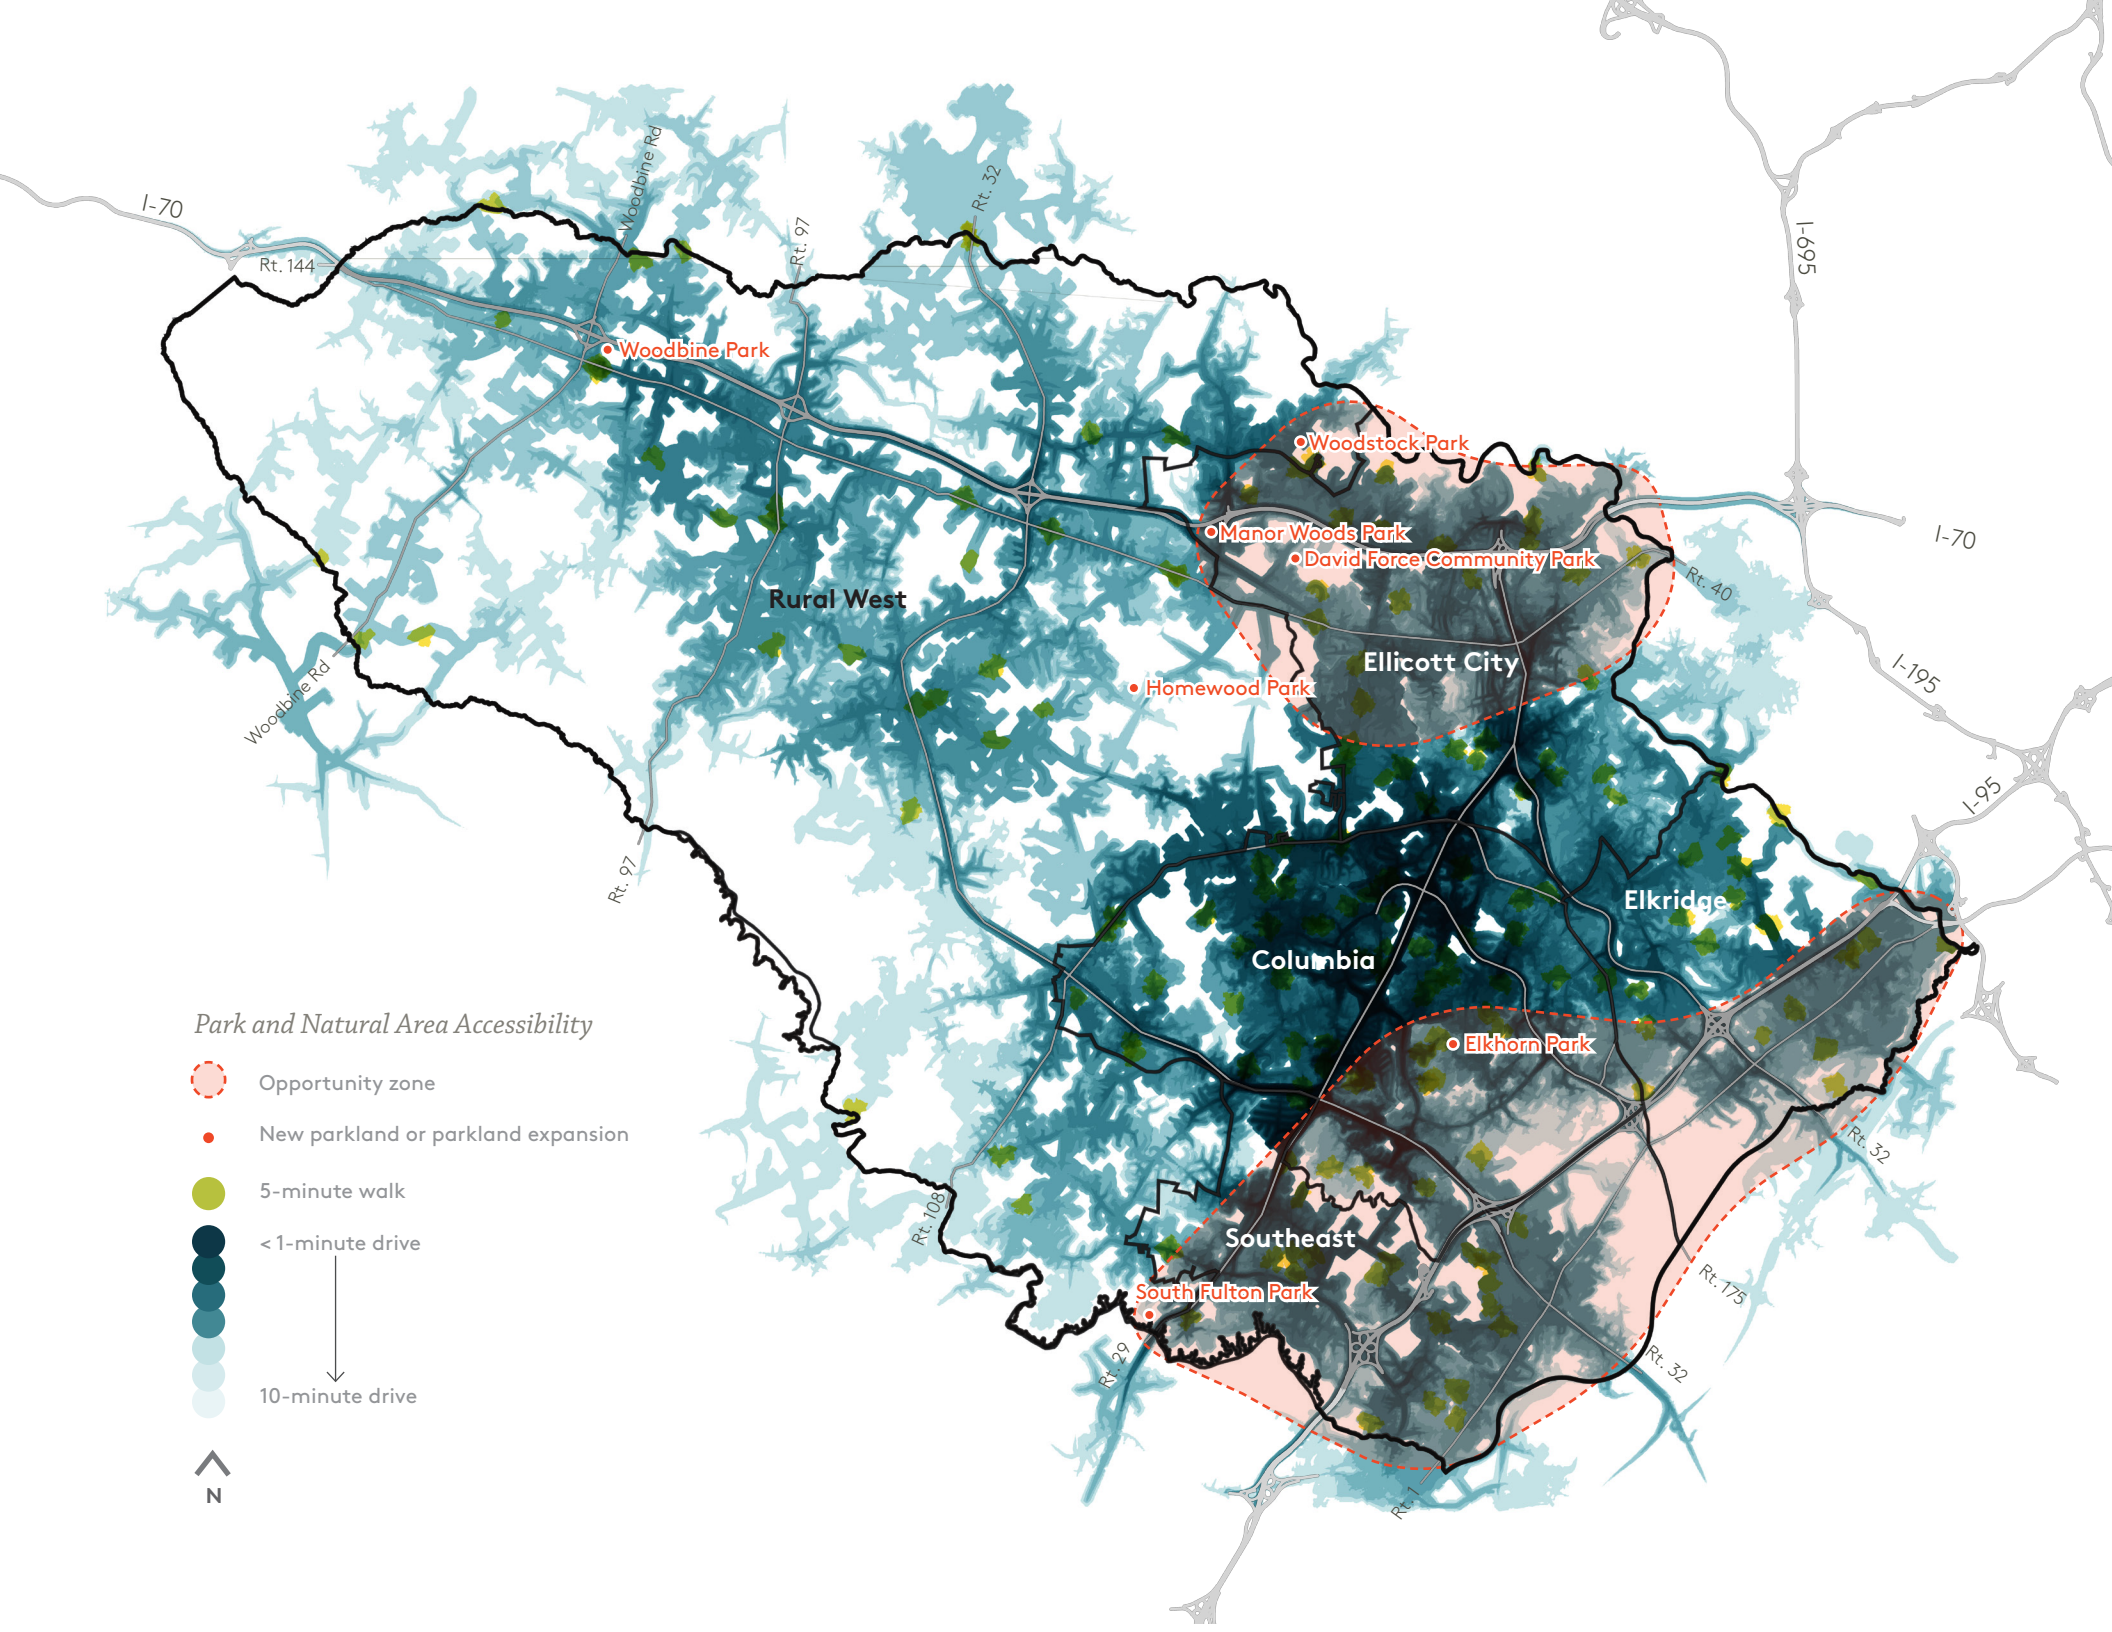 Woodbine Rd
Rt. 32
I-70
Rt. 97
I-695
Rt. 144
Woodbine Park
Woodstock Park
Manor Woods Park
I-70
David Force Community Park
Rt. 40
Rural West
Ellicott City
I-195
Woodbine Rd
Homewood Park
I-95
Rt. 97
Elkridge
Columbia
Park and Natural Area Accessibility
Elkhorn Park
Opportunity zone
New parkland or parkland expansion
Rt. 32
5-minute walk
Rt. 108
Southeast
< 1-minute drive
Rt. 175
South Fulton Park
Rt. 29
Rt. 32
10-minute drive
N
Rt. 1